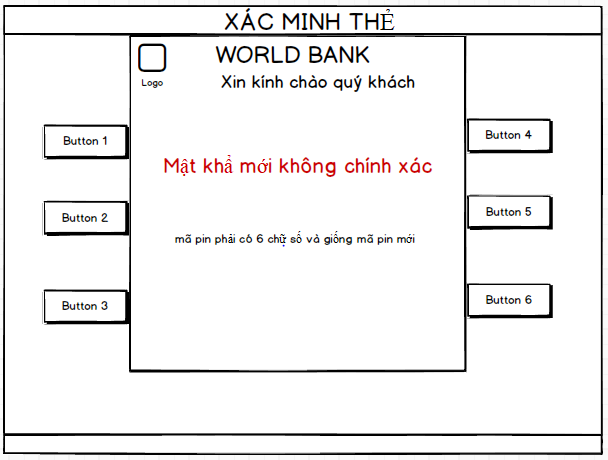 XÁC MINH THẺ
WORLD BANK
Logo
Xin kính chào quý khách
Button 1
Button 4
Mật khẩ mới không chính xác
Button 2
Button 5
mã pin phải có 6 chữ số và giống mã pin mới
Button 3
Button 6